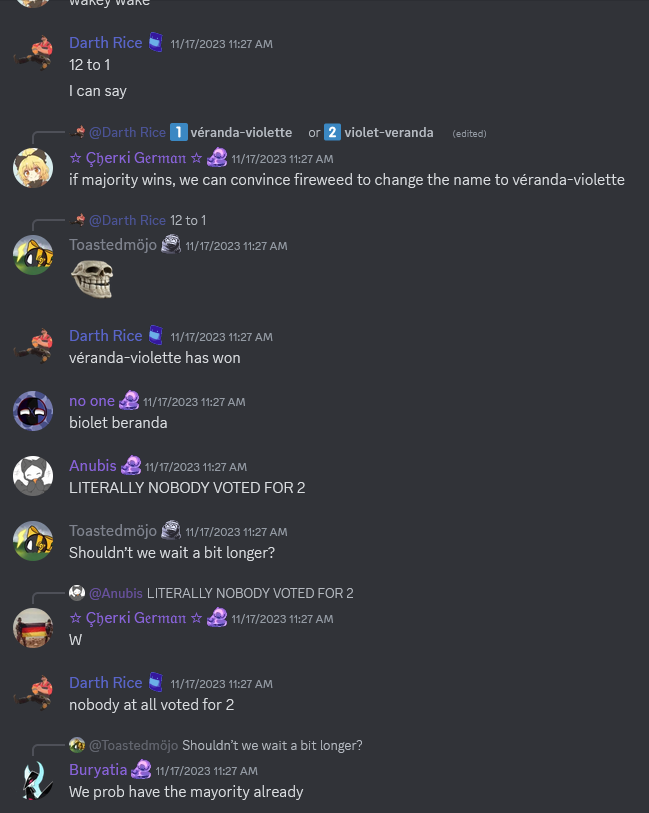 wakey wake
Darth Rice 11/17/2023 11:27 AM
12 to 1
I can say
@Darth Rice 1 véranda-violette or 2 violet-veranda (edited)
☆ Çɧerкi Gєrmαn ☆ 11/17/2023 11:27 AM
if majority wins, we can convince fireweed to change the name to véranda-violette
@Darth Rice 12 to 1
Toastedmöjo 11/17/2023 11:27 AM
Darth Rice 11/17/2023 11:27 AM
véranda-violette has won
no one 11/17/2023 11:27 AM
biolet beranda
Anubis 11/17/2023 11:27 AM
LITERALLY NOBODY VOTED FOR 2
Toastedmöjo 11/17/2023 11:27 AM
Shouldn't we wait a bit longer?
@Anubis LITERALLY NOBODY VOTED FOR 2
☆ Çɧerкi Gєrmαn ☆ 11/17/2023 11:27 AM
W
Darth Rice 11/17/2023 11:27 AM
nobody at all voted for 2
@Toastedmöjo Shouldn't we wait a bit longer?
Buryatia 11/17/2023 11:27 AM
We prob have the mayority already